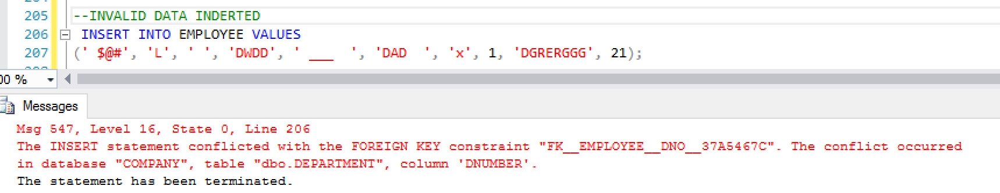 205 --INVALID DATA INDERTED
206 INSERT INTO EMPLOYEE VALUES
207 (' $@#', 'L', ' ', 'DWDD', ' ___  ', 'DAD  ', 'x', 1, 'DGRERGGG', 21);
00 %
Messages
Msg 547, Level 16, State 0, Line 206
The INSERT statement conflicted with the FOREIGN KEY constraint "FK__EMPLOYEE__DNO__37A5467C". The conflict occurred
in database "COMPANY", table "dbo.DEPARTMENT", column 'DNUMBER'.
The statement has been terminated.